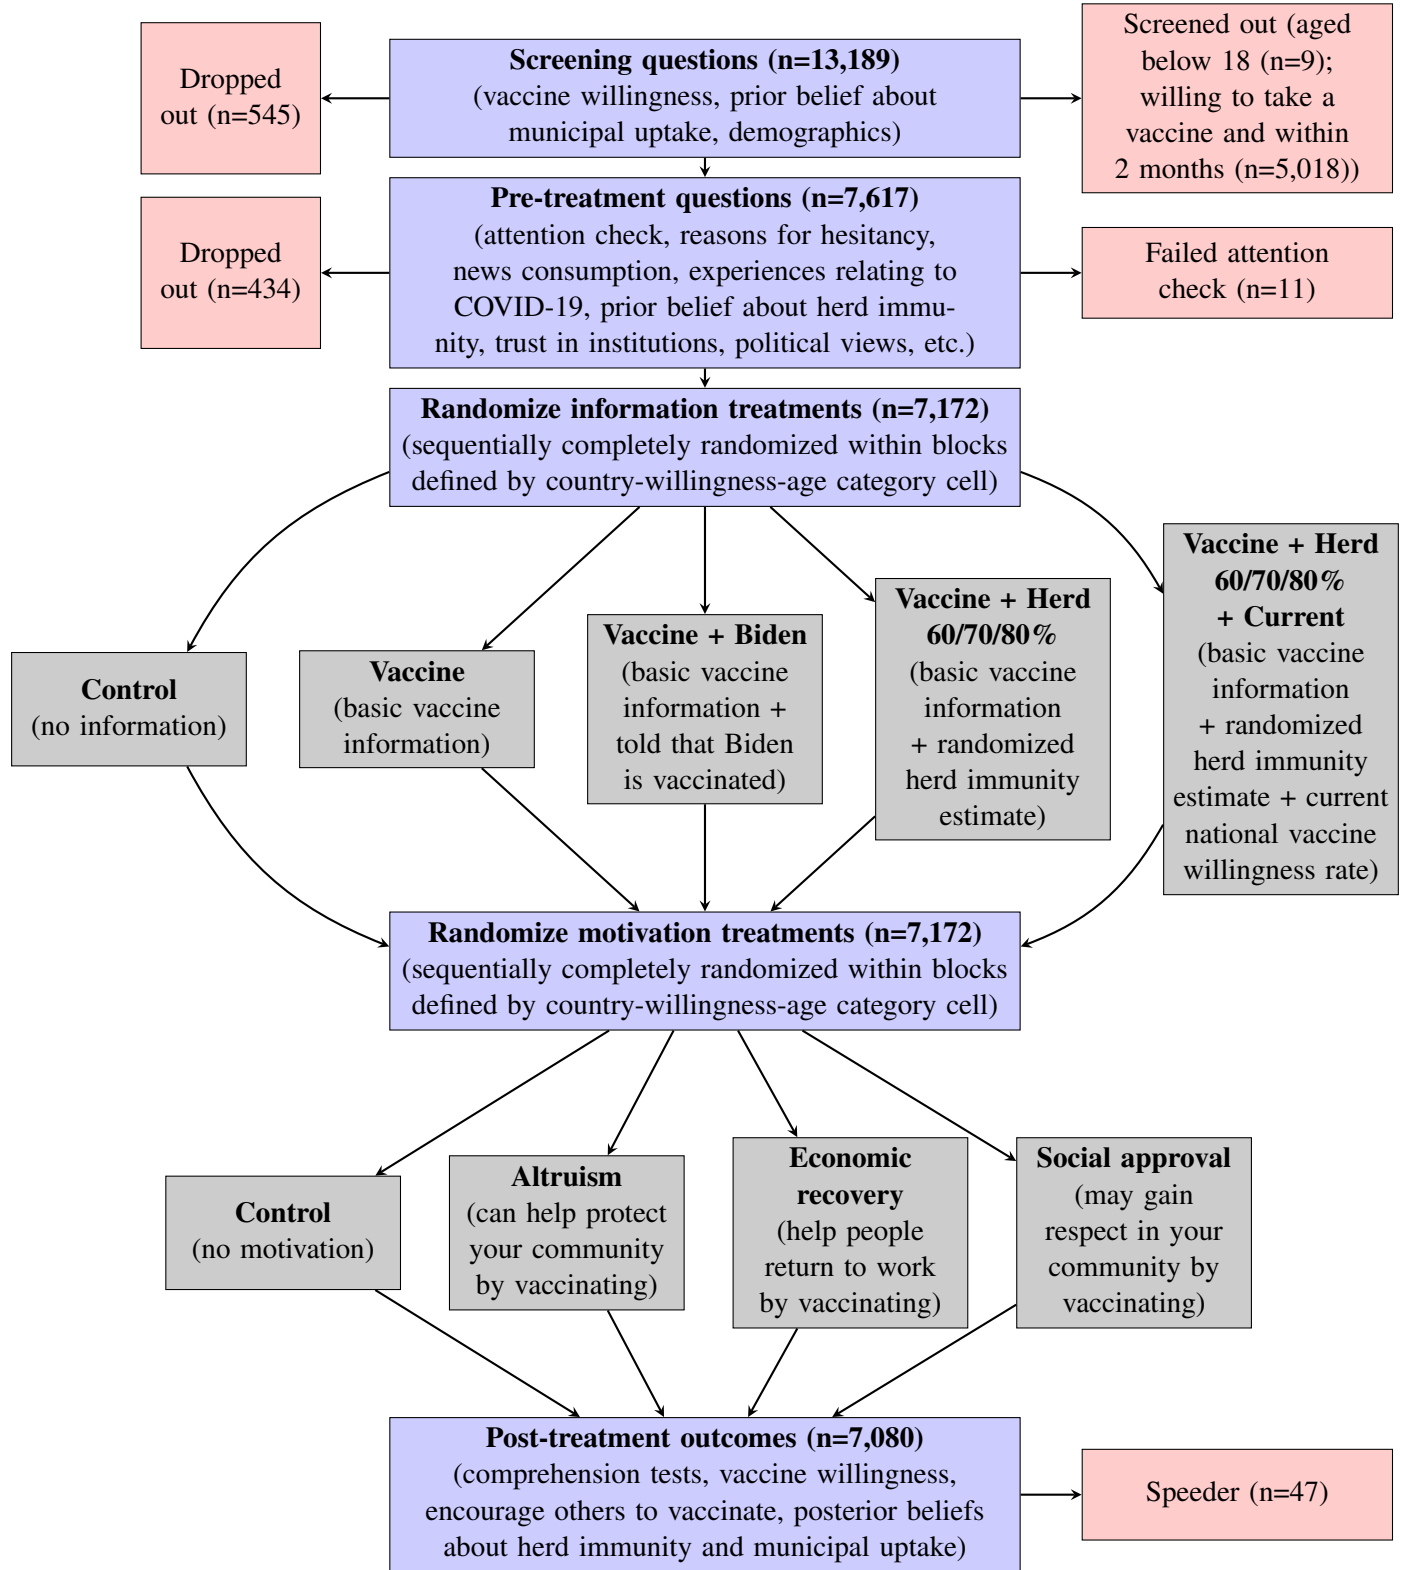 Dropped
out (n=545)
Screening questions (n=13,189)
(vaccine willingness, prior belief about
municipal uptake, demographics)
Screened out (aged
below 18 (n=9);
willing to take a
vaccine and within
2 months (n=5,018))
Dropped
out (n=434)
Pre-treatment questions (n=7,617)
(attention check, reasons for hesitancy,
news consumption, experiences relating to
COVID-19, prior belief about herd immu-
nity, trust in institutions, political views, etc.)
Failed attention
check (n=11)
Randomize information treatments (n=7,172)
(sequentially completely randomized within blocks
defined by country-willingness-age category cell)
Control
(no information)
Vaccine
(basic vaccine
information)
Vaccine + Biden
(basic vaccine
information +
told that Biden
is vaccinated)
Vaccine + Herd
60/70/80%
(basic vaccine
information
+ randomized
herd immunity
estimate)
Vaccine + Herd
60/70/80%
+ Current
(basic vaccine
information
+ randomized
herd immunity
estimate + current
national vaccine
willingness rate)
Randomize motivation treatments (n=7,172)
(sequentially completely randomized within blocks
defined by country-willingness-age category cell)
Control
(no motivation)
Altruism
(can help protect
your community
by vaccinating)
Economic
recovery
(help people
return to work
by vaccinating)
Social approval
(may gain
respect in your
community by
vaccinating)
Post-treatment outcomes (n=7,080)
(comprehension tests, vaccine willingness,
encourage others to vaccinate, posterior beliefs
about herd immunity and municipal uptake)
Speeder (n=47)